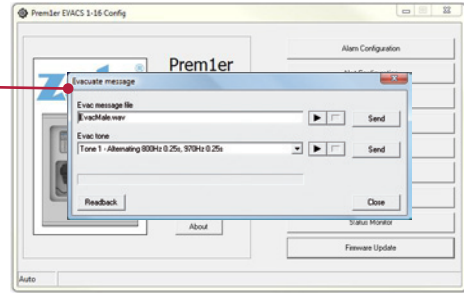 Prem1er EVACS 1-16 Config
Alarm Configuration
Prem1er
Evacuate message
Evac message file
EvacMale.wav
Send
Evac tone
Tone 1 - Alternating 800Hz 0.25s, 970Hz 0.25s
Send
Readback
Close
About
Status Monitor
Firmware Update
Auto